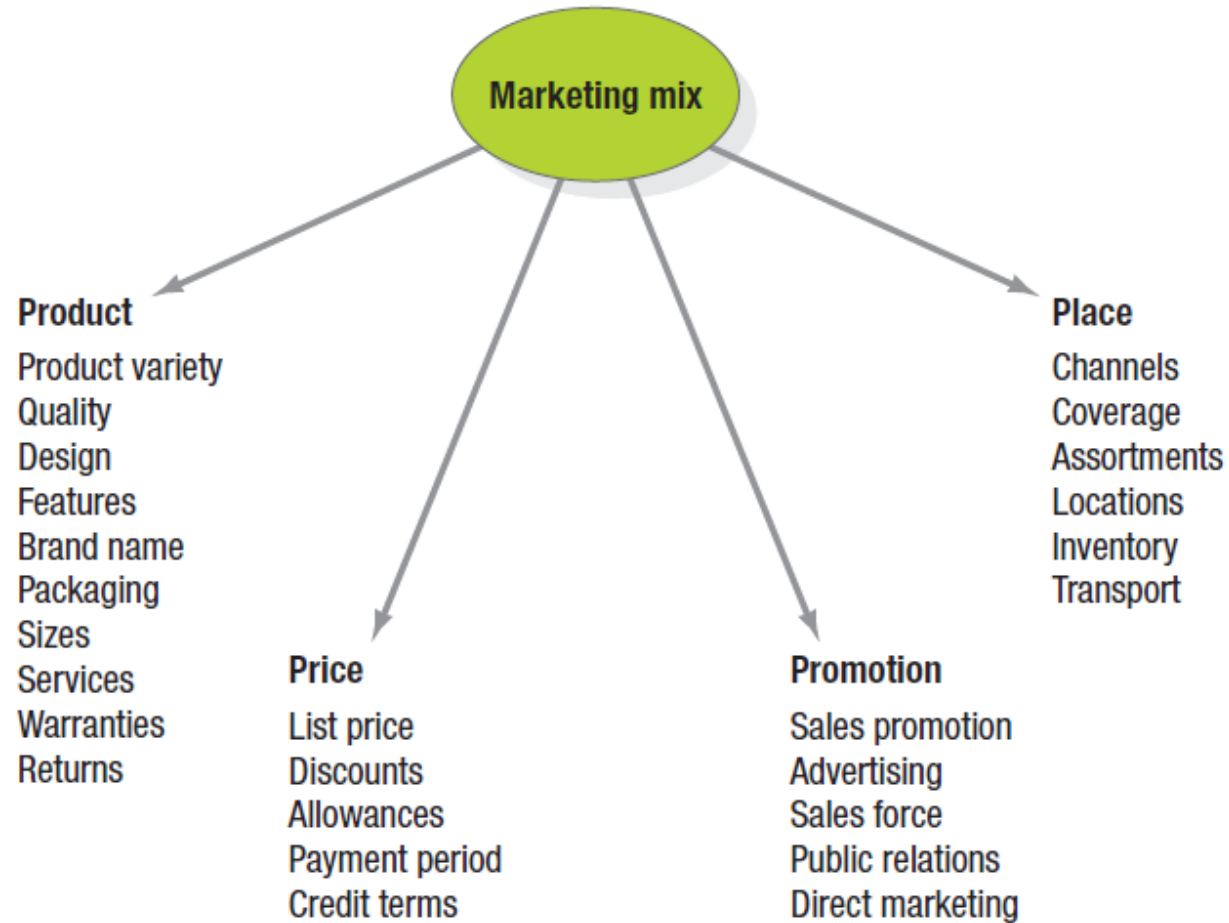 Marketing mix
Product
Product variety
Quality
Design
Features
Brand name
Packaging
Sizes
Services
Warranties
Returns
Price
List price
Discounts
Allowances
Payment period
Credit terms
Promotion
Sales promotion
Advertising
Sales force
Public relations
Direct marketing
Place
Channels
Coverage
Assortments
Locations
Inventory
Transport